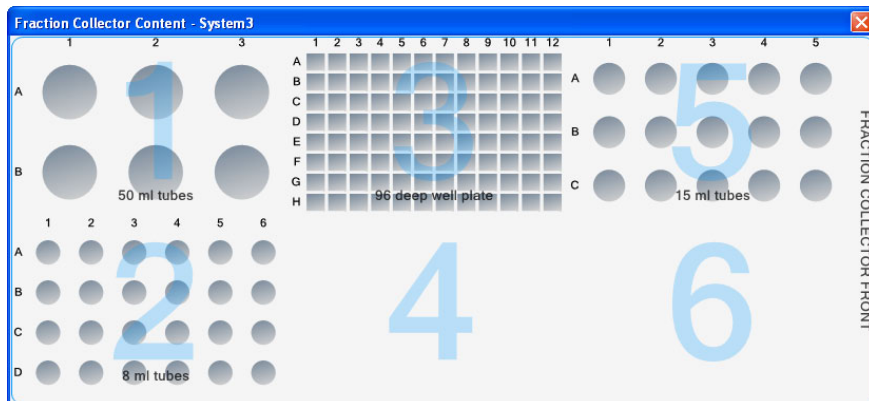 Fraction Collector Content - System3
1 2 3
A
B
1
50 ml tubes
1 2 3 4 5 6
A
B
C
D
2
8 ml tubes
1 2 3 4 5 6 7 8 9 10 11 12
A
B
C
D
E
F
G
H
3
96 deep well plate
4
1 2 3 4 5
A
B
C
5
15 ml tubes
6
FRACTION COLLECTOR FRONT